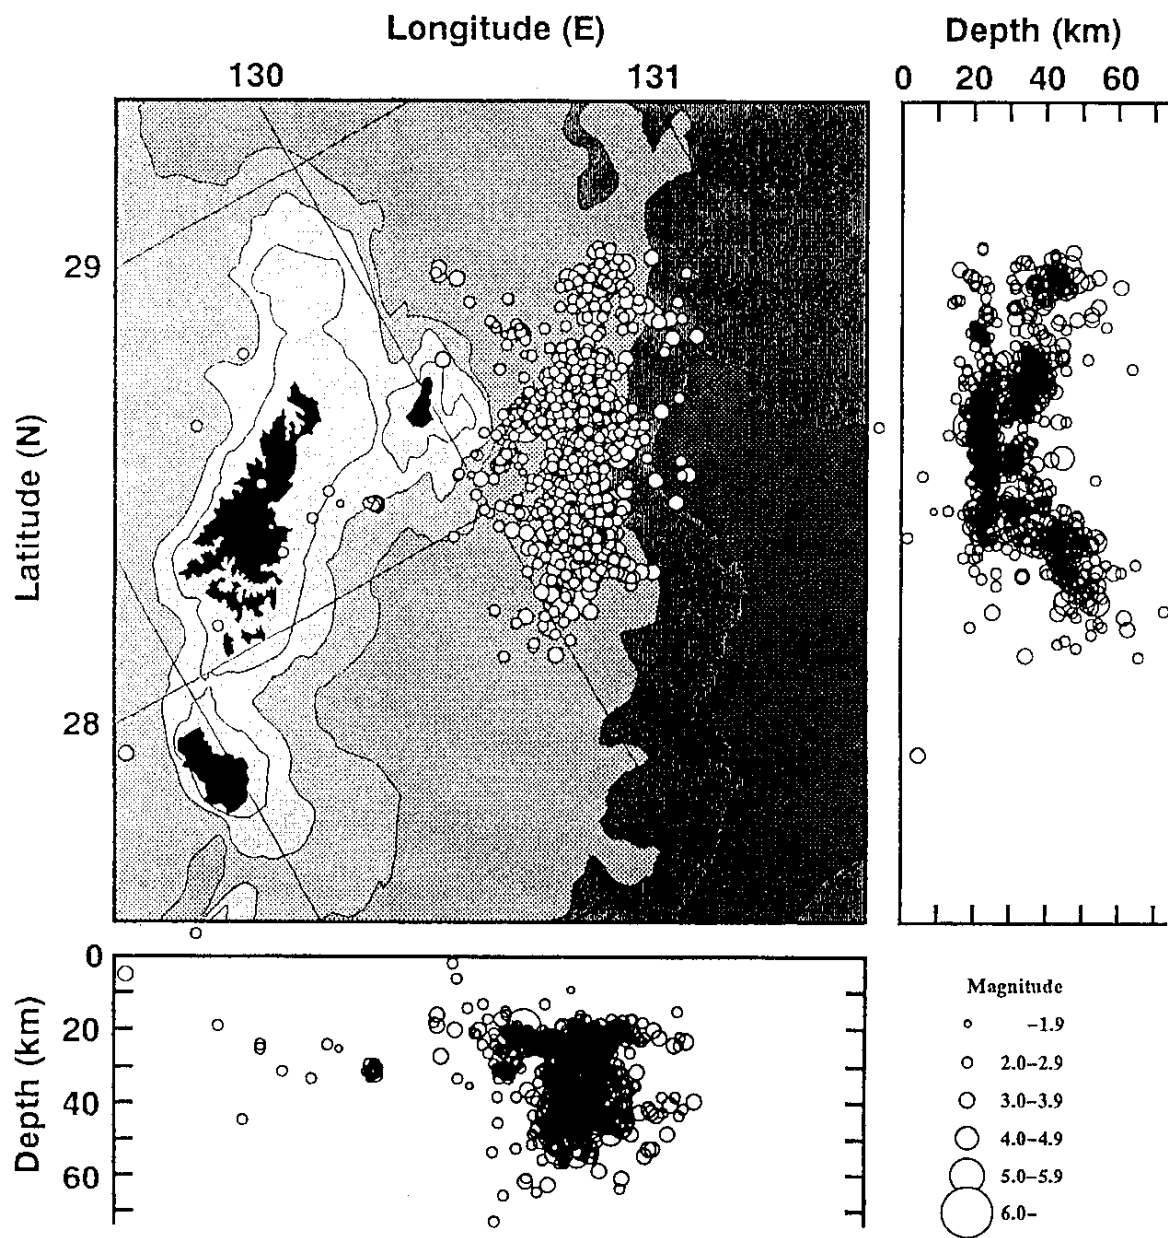 Longitude (E)
130 131
Depth (km)
0 20 40 60
Latitude (N)
29
28
Depth (km)
0
20
40
60
Magnitude
-1.9
2.0-2.9
3.0-3.9
4.0-4.9
5.0-5.9
6.0-